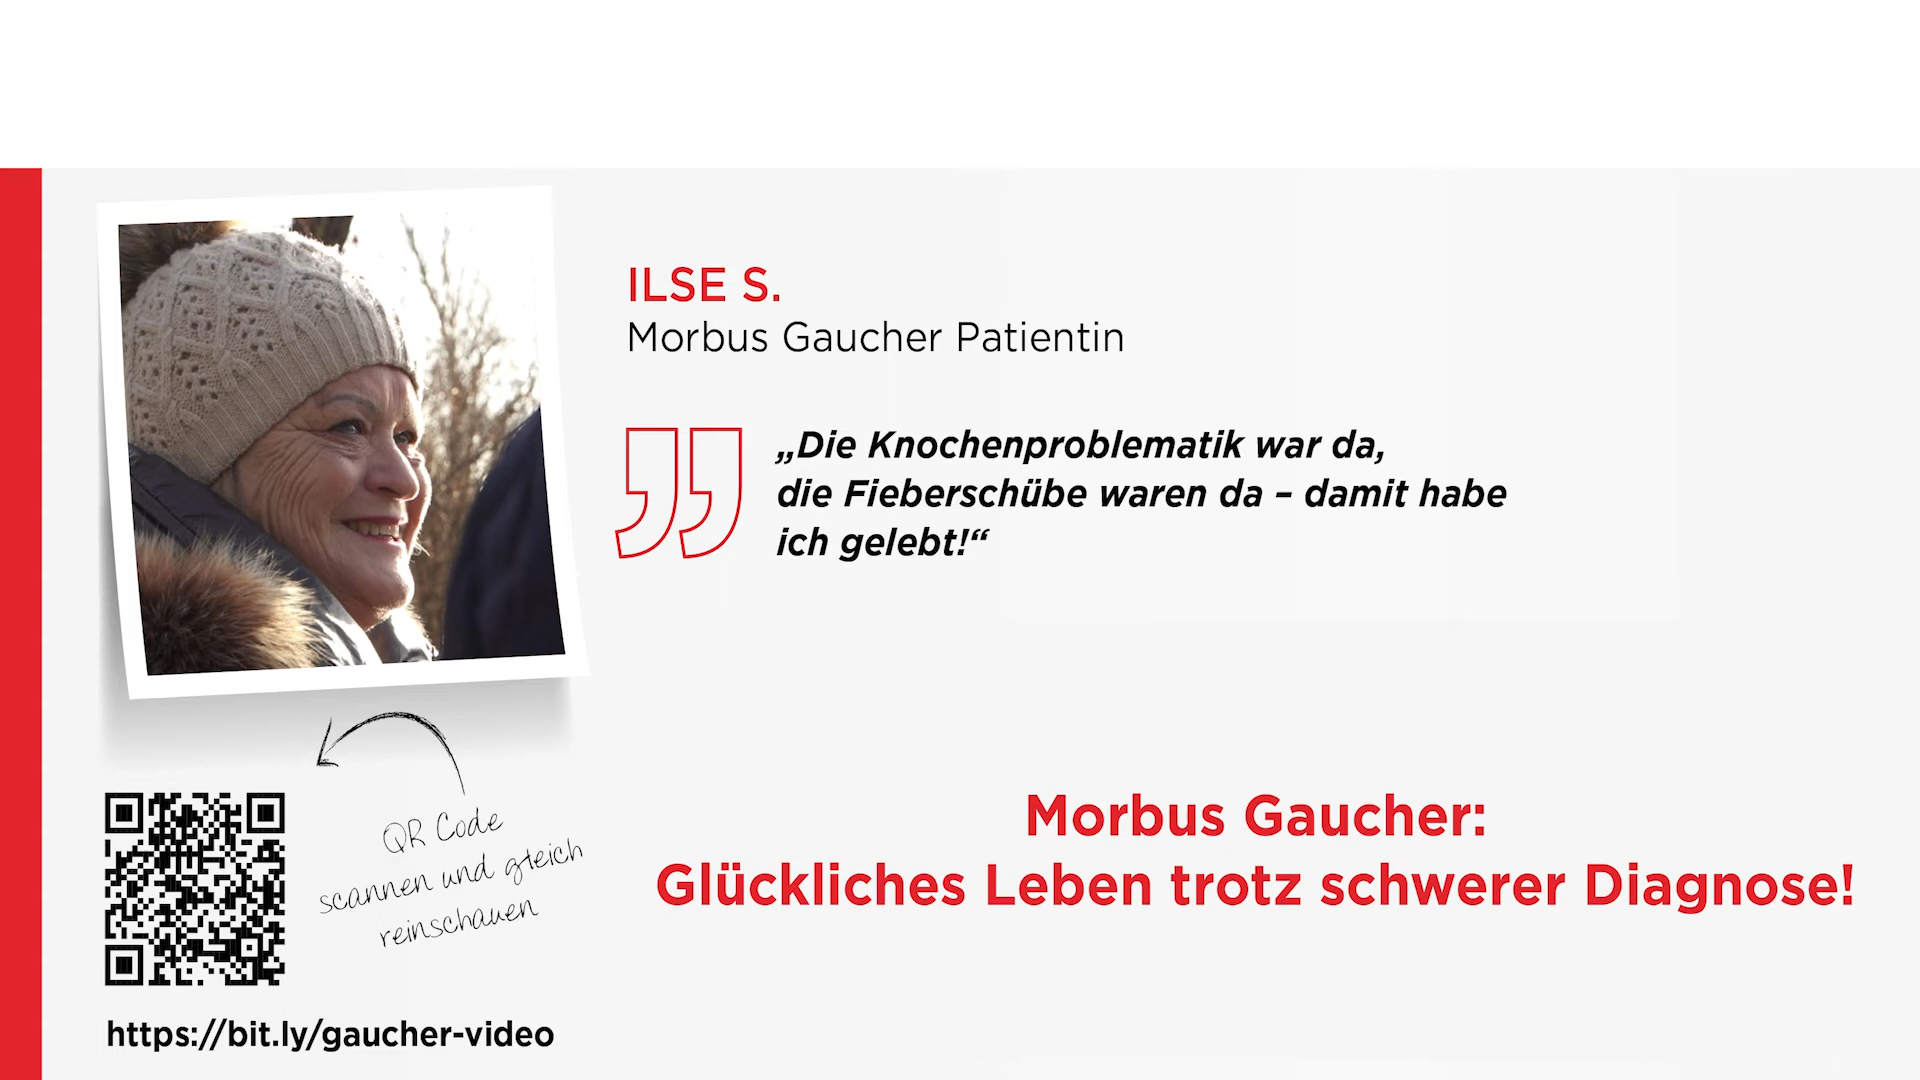 ILSE S.
Morbus Gaucher Patientin
„Die Knochenproblematik war da,
die Fieberschübe waren da – damit habe
ich gelebt!“
QR Code
scannen und gleich
reinschauen
https://bit.ly/gaucher-video
Morbus Gaucher:
Glückliches Leben trotz schwerer Diagnose!